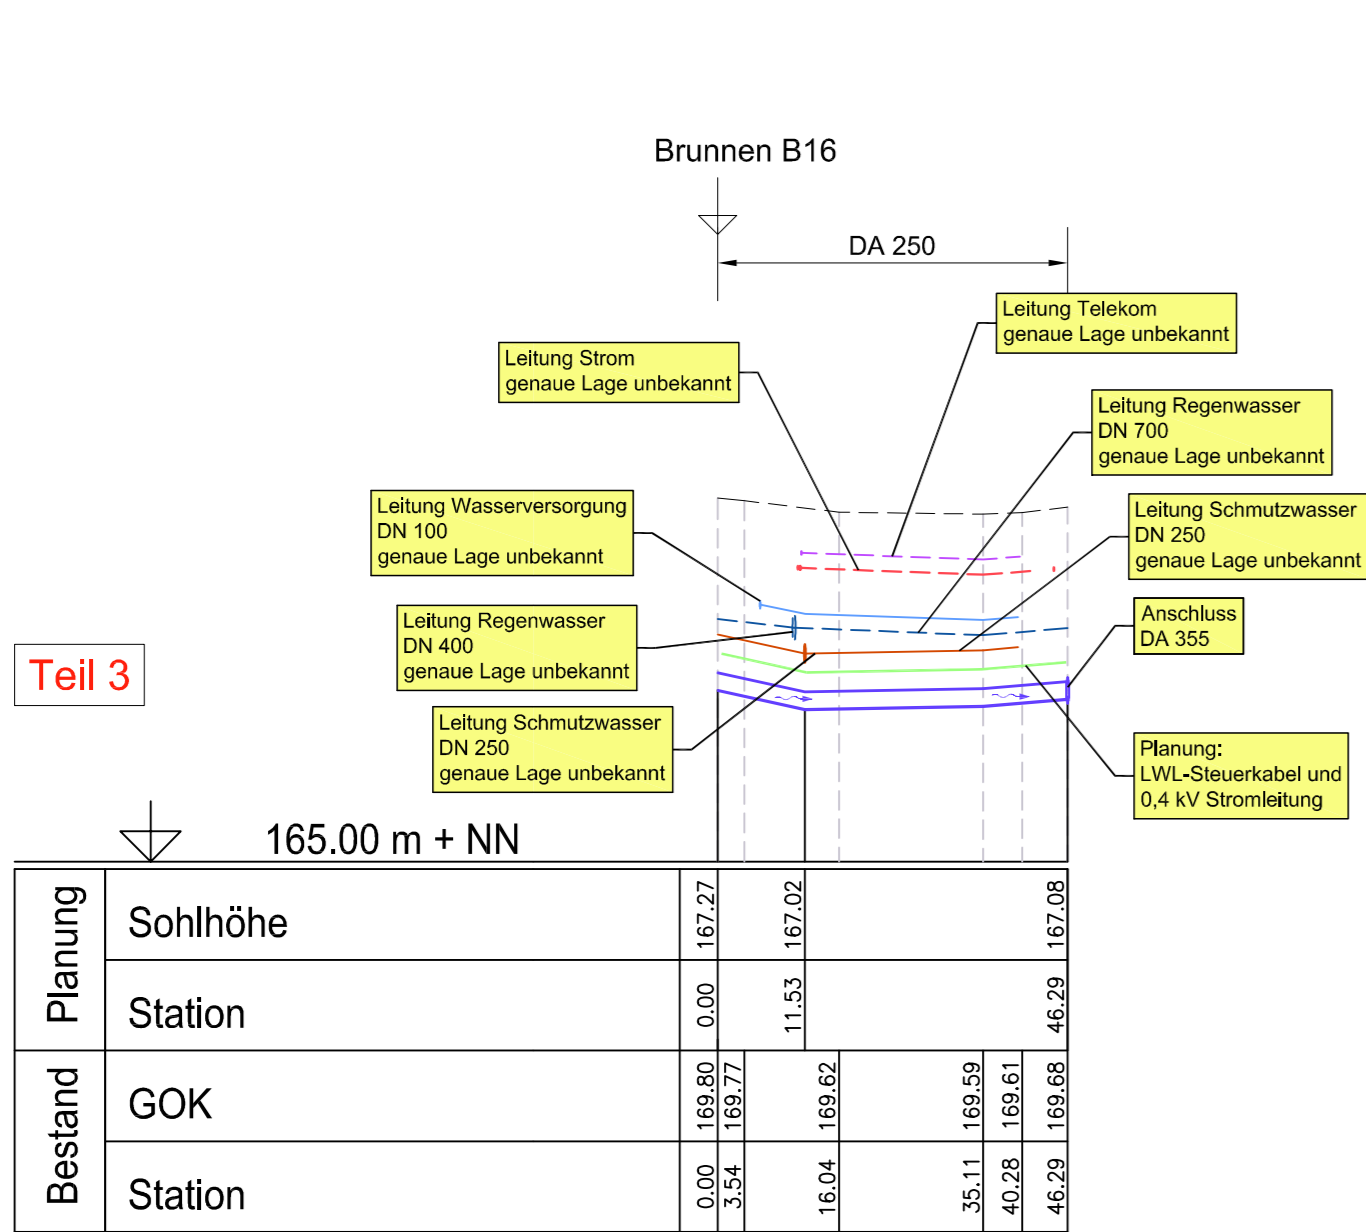 Brunnen B16
DA 250
Leitung Telekom
genaue Lage unbekannt
Leitung Strom
genaue Lage unbekannt
Leitung Regenwasser
DN 700
genaue Lage unbekannt
Leitung Wasserversorgung
DN 100
genaue Lage unbekannt
Leitung Schmutzwasser
DN 250
genaue Lage unbekannt
Leitung Regenwasser
DN 400
genaue Lage unbekannt
Anschluss
DA 355
Teil 3
Leitung Schmutzwasser
DN 250
genaue Lage unbekannt
Planung:
LWL-Steuerkabel und
0,4 kV Stromleitung
165.00 m + NN
Planung
Sohlhöhe
167.27
167.02
167.08
Station
0.00
11.53
46.29
Bestand
GOK
169.80
169.77
169.62
169.59
169.61
169.68
Station
0.00
3.54
16.04
35.11
40.28
46.29